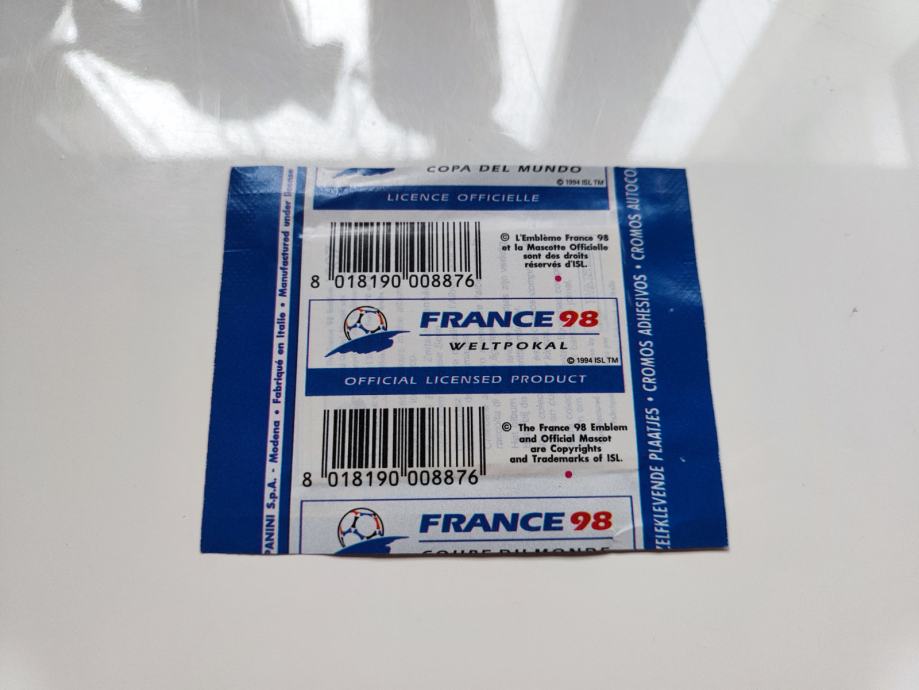 COPA DEL MUNDO
© 1994 ISL TM
LICENCE OFFICIELLE
8 018190 008876
© L'Emblème France 98
et la Mascotte Officielle
sont des droits
réservés d'ISL.
FRANCE 98
WELTPOKAL
© 1994 ISL TM
OFFICIAL LICENSED PRODUCT
8 018190 008876
© The France 98 Emblem
and Official Mascot
are Copyrights
and Trademarks of ISL.
FRANCE 98
COUPE DU MONDE
PANINI S.p.A. - Modena • Fabriqué en Italie • Manufactured under license
ZELFKLEVENDE PLAATJES • CROMOS ADHESIVOS • CROMOS AUTOCO